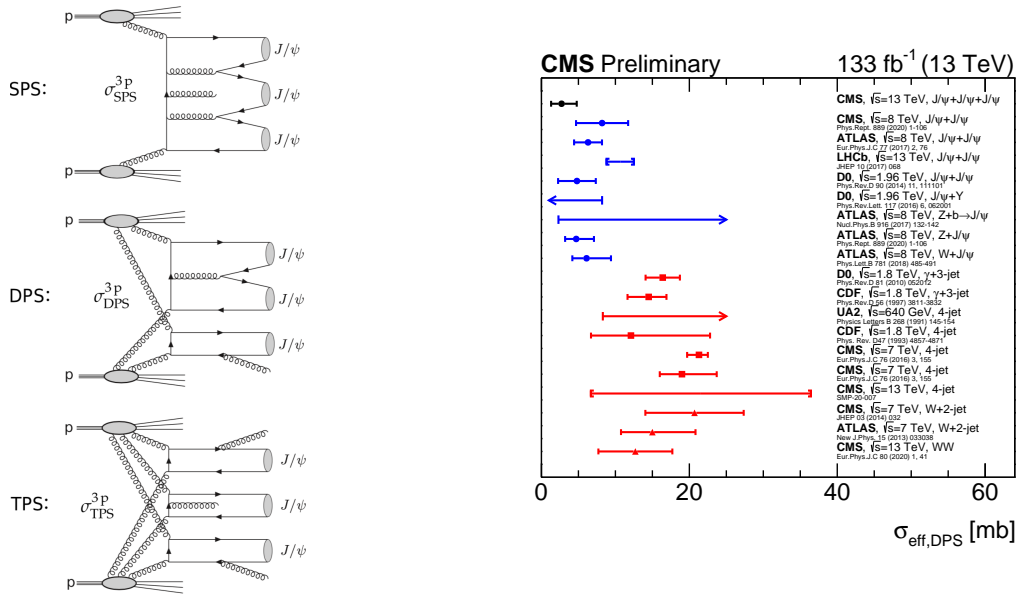 p
SPS:
σ³ᵖ_SPS
J/ψ
J/ψ
J/ψ
p
p
DPS:
σ³ᵖ_DPS
J/ψ
J/ψ
J/ψ
p
p
TPS:
σ³ᵖ_TPS
J/ψ
J/ψ
J/ψ
p
CMS Preliminary 133 fb⁻¹ (13 TeV)
CMS, √s=13 TeV, J/ψ+J/ψ+J/ψ
CMS, √s=8 TeV, J/ψ+J/ψ
Phys.Rept. 889 (2020) 1-106
ATLAS, √s=8 TeV, J/ψ+J/ψ
Eur.Phys.J.C 77 (2017) 2, 76
LHCb, √s=13 TeV, J/ψ+J/ψ
JHEP 10 (2017) 068
D0, √s=1.96 TeV, J/ψ+J/ψ
Phys.Rev.D 90 (2014) 11, 111101
D0, √s=1.96 TeV, J/ψ+Υ
Phys.Rev.Lett. 117 (2016) 6, 062001
ATLAS, √s=8 TeV, Z+b→J/ψ
Nucl.Phys.B 916 (2017) 132-142
ATLAS, √s=8 TeV, Z+J/ψ
Phys.Rept. 889 (2020) 1-106
ATLAS, √s=8 TeV, W+J/ψ
Phys.Lett.B 781 (2018) 485-491
D0, √s=1.8 TeV, γ+3-jet
Phys.Rev.D 81 (2010) 052012
CDF, √s=1.8 TeV, γ+3-jet
Phys.Rev.D 56 (1997) 3811-3832
UA2, √s=640 GeV, 4-jet
Physics Letters B 268 (1991) 145-154
CDF, √s=1.8 TeV, 4-jet
Phys. Rev. D47 (1993) 4857-4871
CMS, √s=7 TeV, 4-jet
Eur.Phys.J.C 76 (2016) 3, 155
CMS, √s=7 TeV, 4-jet
Eur.Phys.J.C 76 (2016) 3, 155
CMS, √s=13 TeV, 4-jet
SMP-20-007
CMS, √s=7 TeV, W+2-jet
JHEP 03 (2014) 032
ATLAS, √s=7 TeV, W+2-jet
New J.Phys. 15 (2013) 033038
CMS, √s=13 TeV, WW
Eur.Phys.J.C 80 (2020) 1, 41
0 20 40 60
σ_eff,DPS [mb]